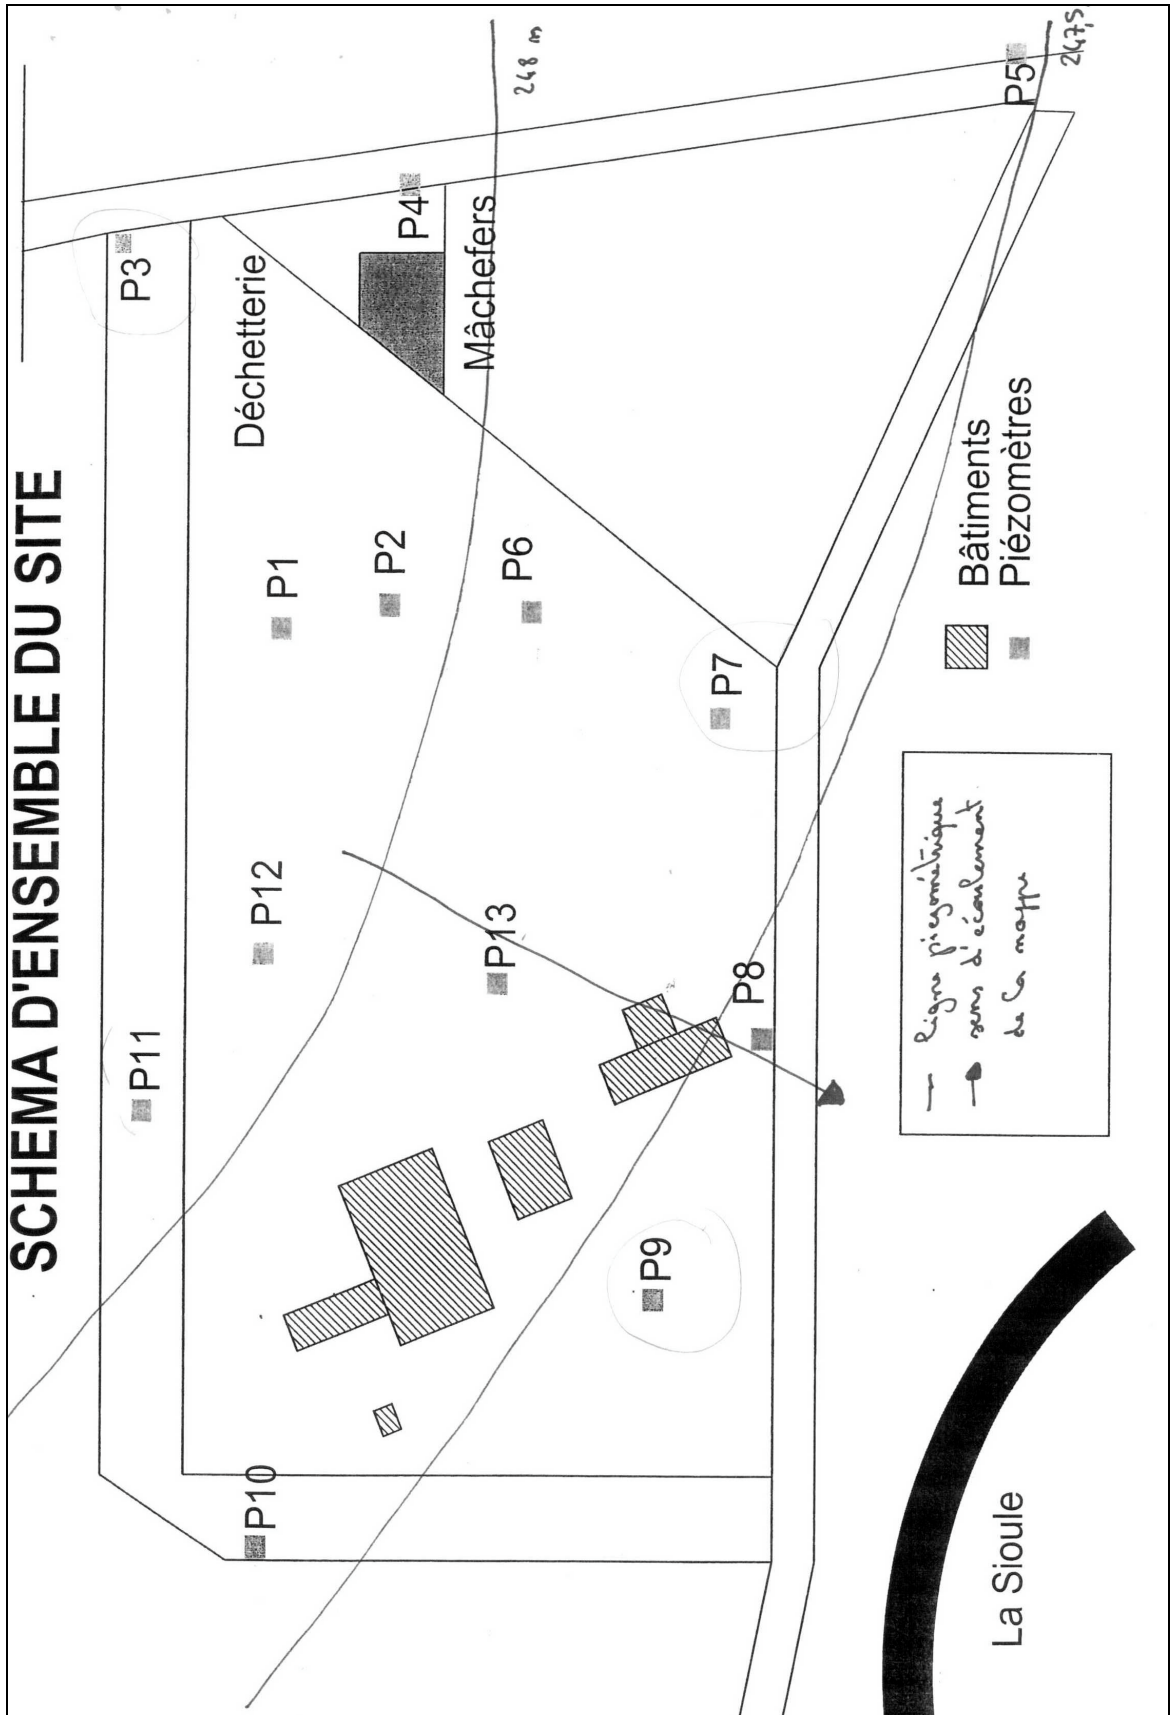 SCHEMA D'ENSEMBLE DU SITE
P10
P11
P12
P1
P3
Déchetterie
P2
P4
Mâchefers
248 m
P13
P6
P9
P8
P7
Bâtiments
Piézomètres
P5
247,5
ligne piézométrique
sens d'écoulement
de la nappe
La Sioule